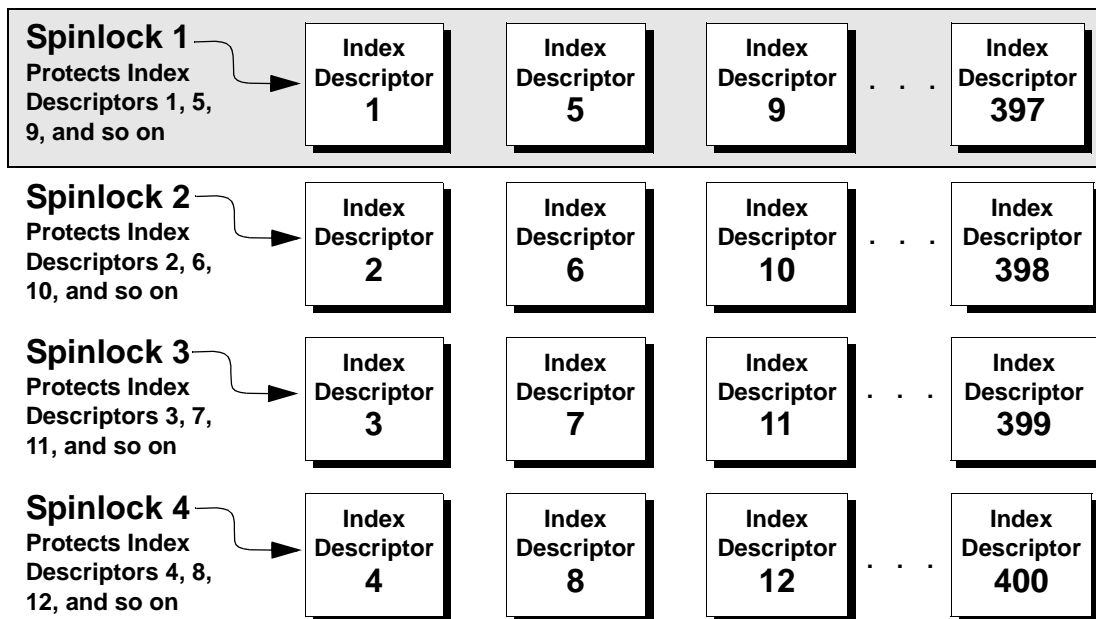 Spinlock 1
Protects Index
Descriptors 1, 5,
9, and so on
Index
Descriptor
1
Index
Descriptor
5
Index
Descriptor
9
. . .
Index
Descriptor
397
Spinlock 2
Protects Index
Descriptors 2, 6,
10, and so on
Index
Descriptor
2
Index
Descriptor
6
Index
Descriptor
10
. . .
Index
Descriptor
398
Spinlock 3
Protects Index
Descriptors 3, 7,
11, and so on
Index
Descriptor
3
Index
Descriptor
7
Index
Descriptor
11
. . .
Index
Descriptor
399
Spinlock 4
Protects Index
Descriptors 4, 8,
12, and so on
Index
Descriptor
4
Index
Descriptor
8
Index
Descriptor
12
. . .
Index
Descriptor
400